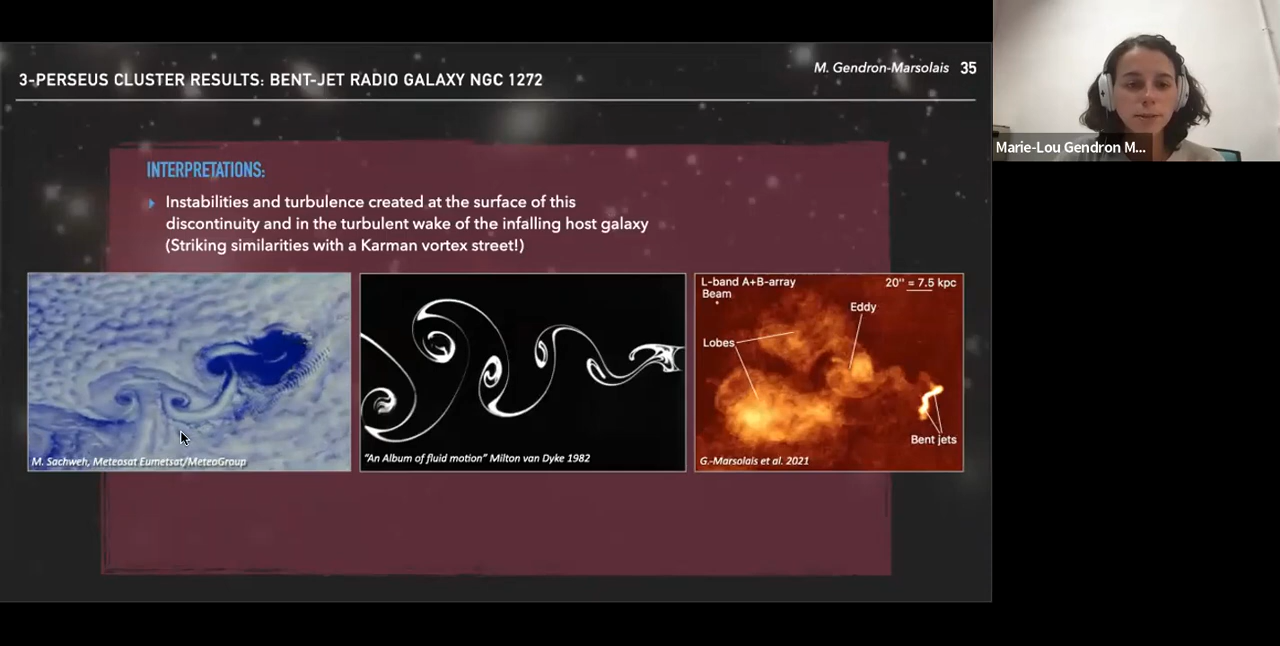 3-PERSEUS CLUSTER RESULTS: BENT-JET RADIO GALAXY NGC 1272
M. Gendron-Marsolais 35
INTERPRETATIONS:
Instabilities and turbulence created at the surface of this
discontinuity and in the turbulent wake of the infalling host galaxy
(Striking similarities with a Karman vortex street!)
M. Sachweh, Meteosat Eumetsat/MeteoGroup
"An Album of fluid motion" Milton van Dyke 1982
L-band A+B-array
Beam
20" = 7.5 kpc
Eddy
Lobes
Bent jets
G.-Marsolais et al. 2021
Marie-Lou Gendron M...